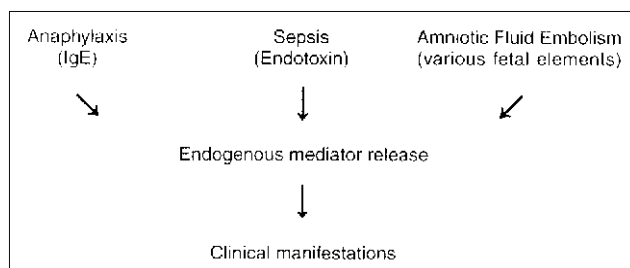 Anaphylaxis
(IgE)
Sepsis
(Endotoxin)
Amniotic Fluid Embolism
(various fetal elements)
Endogenous mediator release
Clinical manifestations